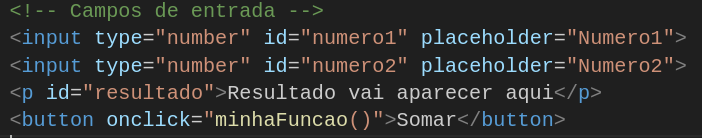 <!-- Campos de entrada -->
<input type="number" id="numero1" placeholder="Numero1">
<input type="number" id="numero2" placeholder="Numero2">
<p id="resultado">Resultado vai aparecer aqui</p>
<button onclick="minhaFuncao()">Somar</button>